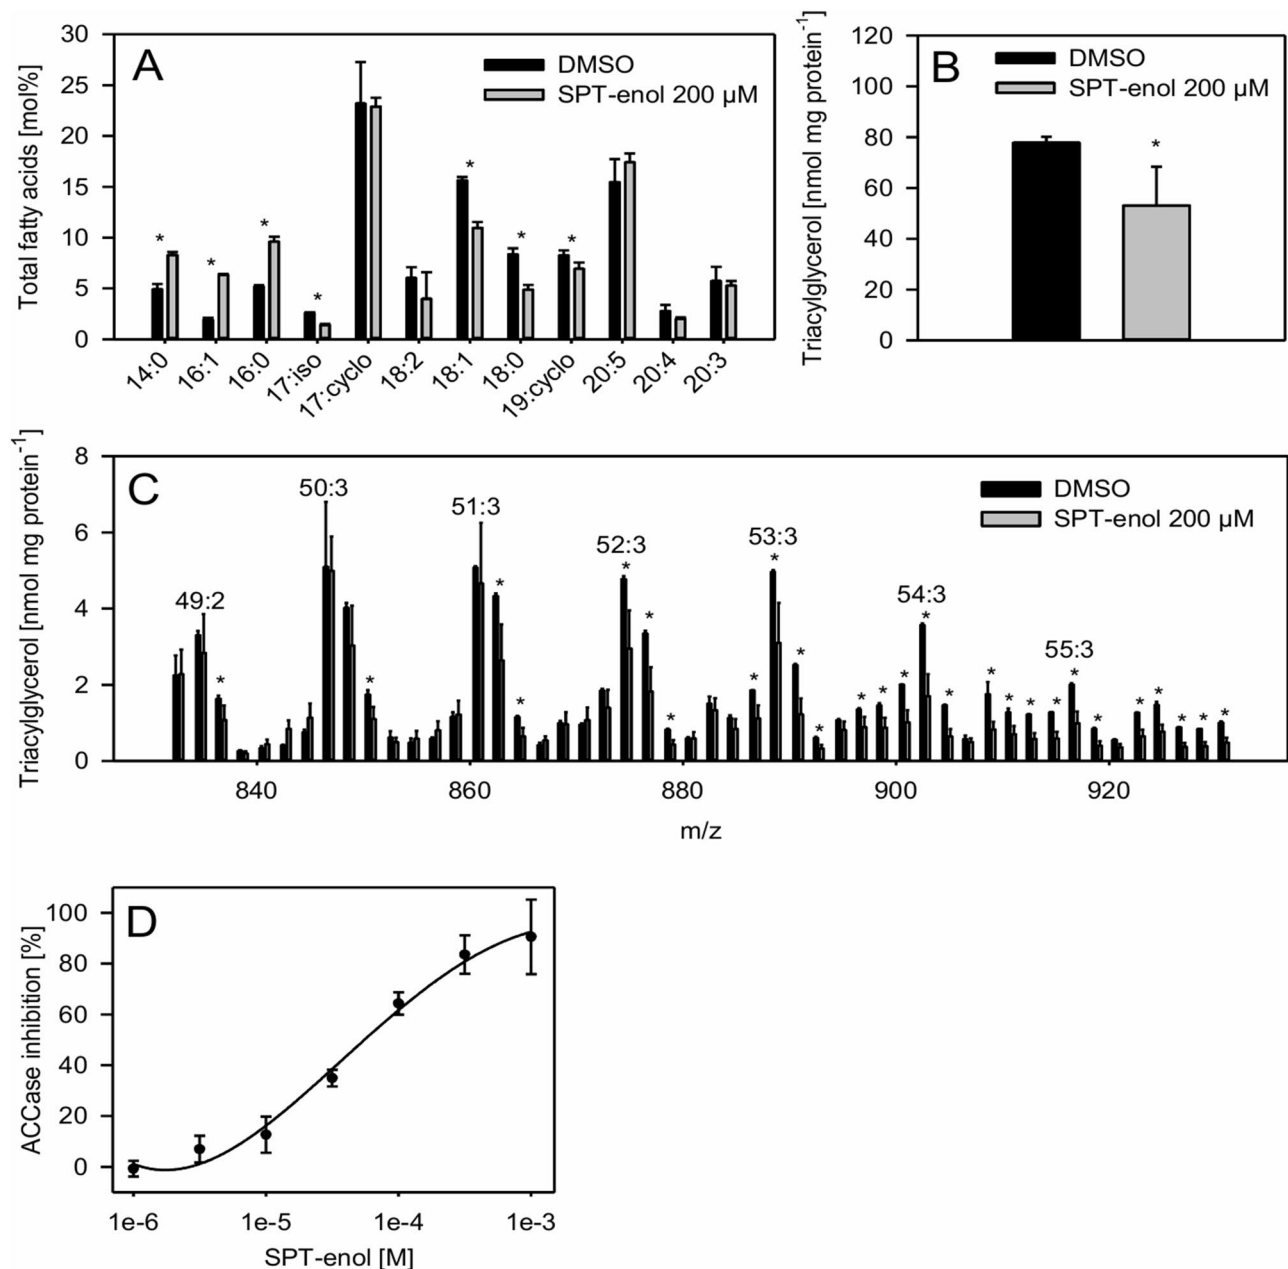 A
DMSO
SPT-enol 200 µM
Total fatty acids [mol%]
30
25
20
15
10
5
0
* * * * * * *
14:0 16:1 16:0 17:iso 17:cyclo 18:2 18:1 18:0 19:cyclo 20:5 20:4 20:3
B
DMSO
SPT-enol 200 µM
Triacylglycerol [nmol mg protein⁻¹]
120
100
80
60
40
20
0
*
C
DMSO
SPT-enol 200 µM
Triacylglycerol [nmol mg protein⁻¹]
8
6
4
2
0
49:2 50:3 51:3 52:3 53:3 54:3 55:3
* * * * * * * * * * * * * * * * * * * * * * * * * * *
840 860 880 900 920
m/z
D
ACCase inhibition [%]
100
80
60
40
20
0
1e-6 1e-5 1e-4 1e-3
SPT-enol [M]